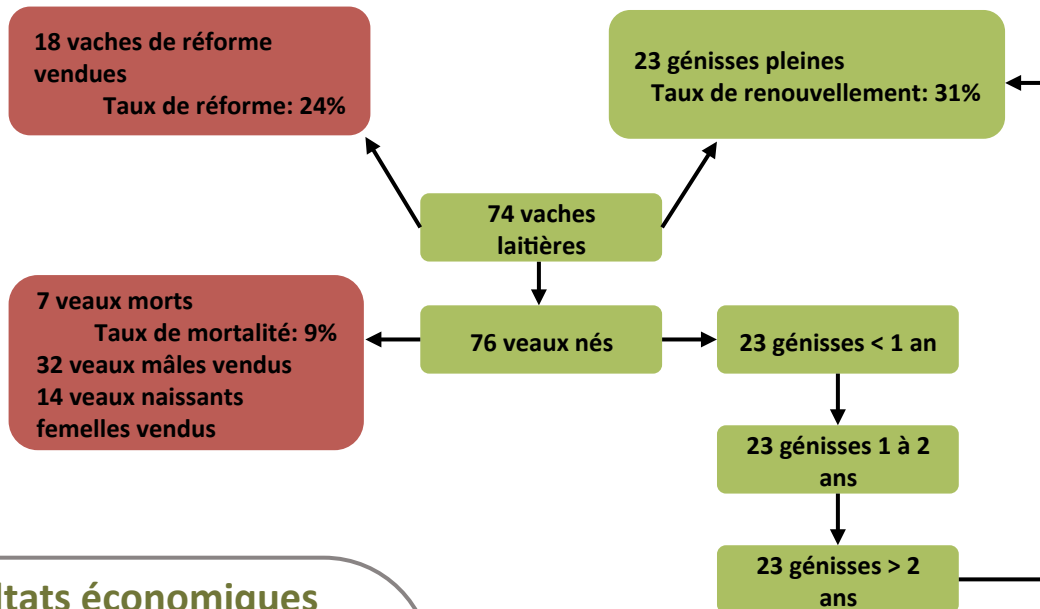 18 vaches de réforme
vendues
Taux de réforme: 24%
23 génisses pleines
Taux de renouvellement: 31%
74 vaches
laitières
7 veaux morts
Taux de mortalité: 9%
32 veaux mâles vendus
14 veaux naissants
femelles vendus
76 veaux nés
23 génisses < 1 an
23 génisses 1 à 2
ans
23 génisses > 2
ans
ltats économiques